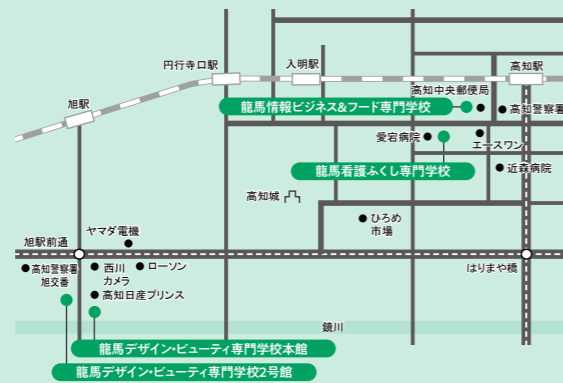 円行寺口駅
入明駅
高知駅
旭駅
高知中央郵便局
龍馬情報ビジネス&フード専門学校
高知警察署
愛宕病院
エースワン
龍馬看護ふくし専門学校
近森病院
高知城
ひろめ
市場
ヤマダ電機
旭駅前通
高知警察署
旭交番
西川
カメラ
ローソン
はりまや橋
高知日産プリンス
鏡川
龍馬デザイン・ビューティ専門学校本館
龍馬デザイン・ビューティ専門学校2号館